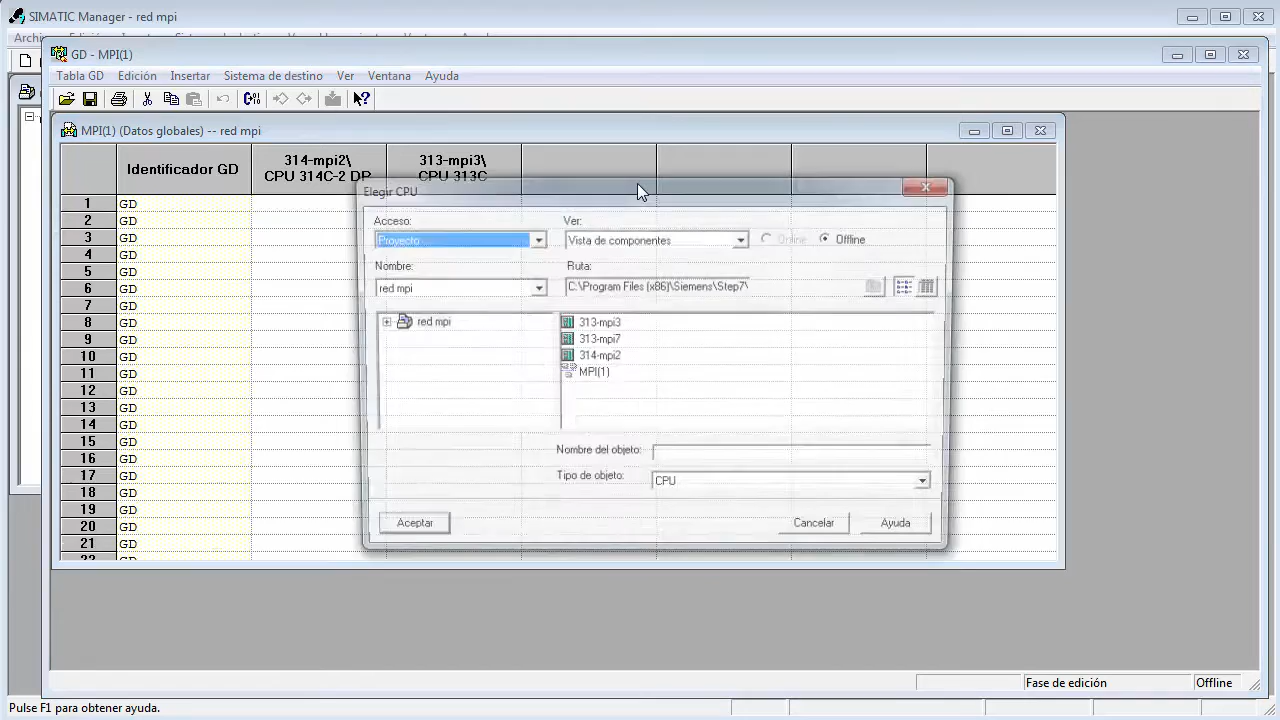 SIMATIC Manager - red mpi
GD - MPI(1)
Tabla GD Edición Insertar Sistema de destino Ver Ventana Ayuda
MPI(1) (Datos globales) -- red mpi
Identificador GD
314-mpi2\
CPU 314C-2 DP
313-mpi3\
CPU 313C
Elegir CPU
Acceso:
Ver:
Proyecto
Vista de componentes
Online
Offline
Nombre:
Ruta:
red mpi
C:\Program Files (x86)\Siemens\Step7\
red mpi
313-mpi3
313-mpi7
314-mpi2
MPI(1)
Nombre del objeto:
Tipo de objeto:
CPU
Aceptar
Cancelar
Ayuda
1 GD
2 GD
3 GD
4 GD
5 GD
6 GD
7 GD
8 GD
9 GD
10 GD
11 GD
12 GD
13 GD
14 GD
15 GD
16 GD
17 GD
18 GD
19 GD
20 GD
21 GD
22 GD
Fase de edición
Offline
Pulse F1 para obtener ayuda.